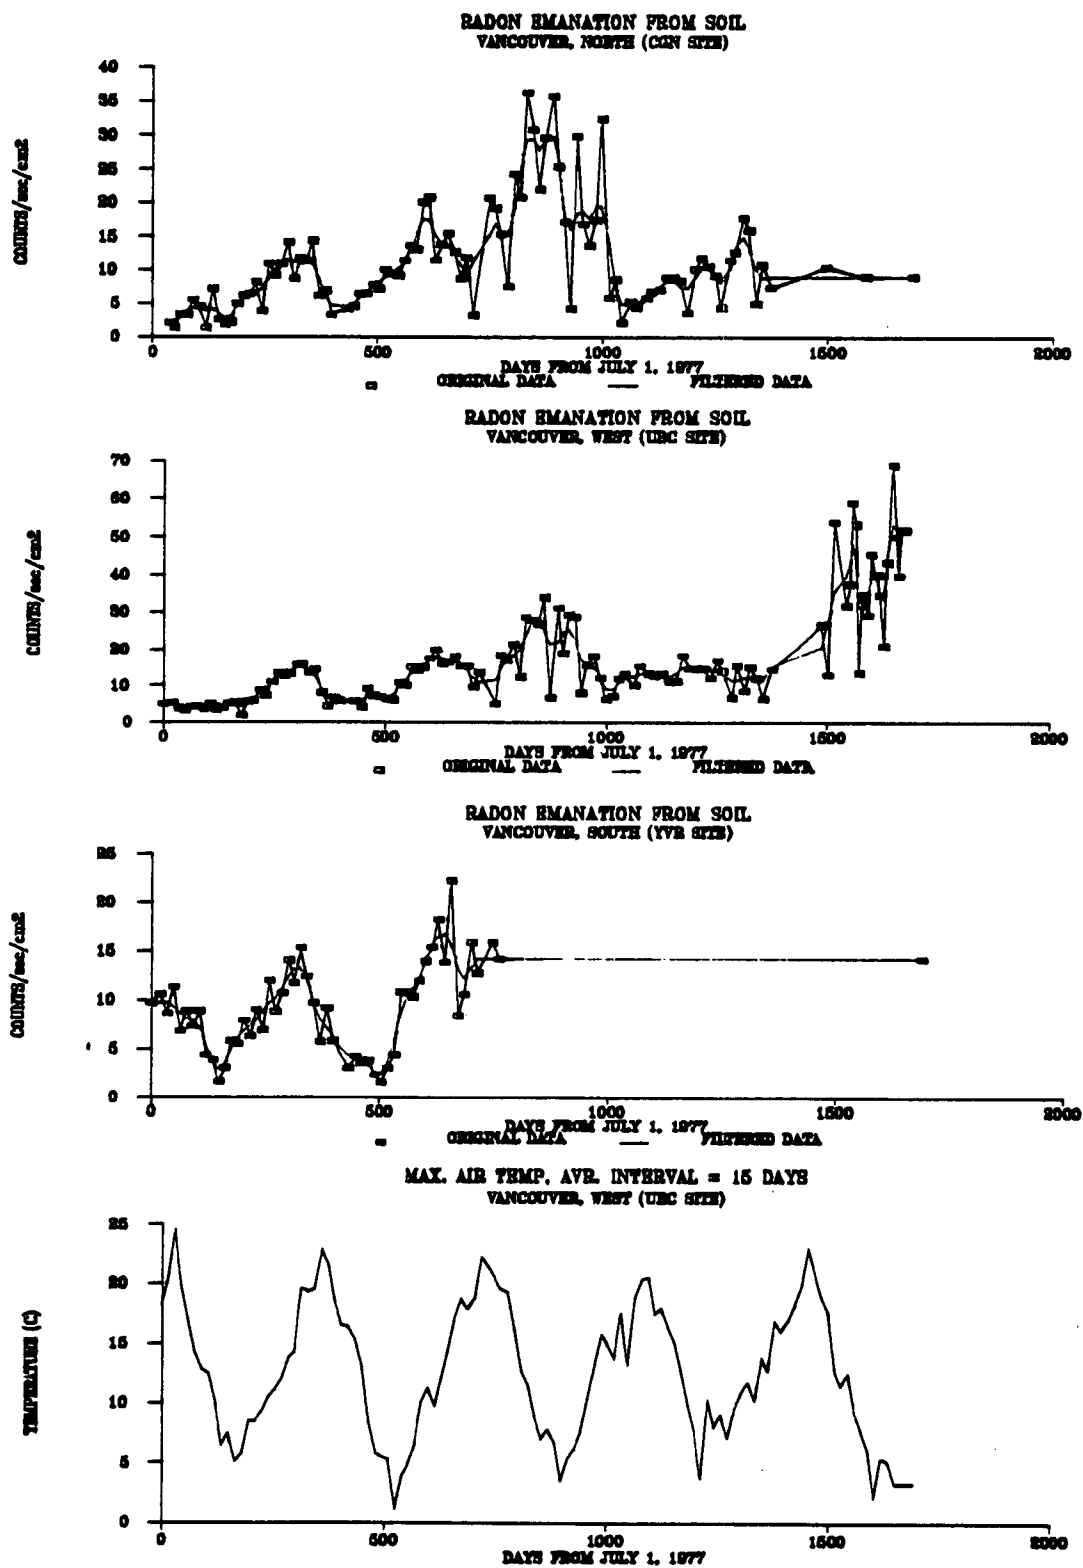 RADON EMANATION FROM SOIL
VANCOUVER, NORTH (CGN SITE)
COUNTS/sec/cm2
40
35
30
25
20
15
10
5
0
0 500 1000 1500 2000
DAYS FROM JULY 1, 1977
ORIGINAL DATA FILTERED DATA
RADON EMANATION FROM SOIL
VANCOUVER, WEST (UBC SITE)
COUNTS/sec/cm2
70
60
50
40
30
20
10
0
0 500 1000 1500 2000
DAYS FROM JULY 1, 1977
ORIGINAL DATA FILTERED DATA
RADON EMANATION FROM SOIL
VANCOUVER, SOUTH (YVR SITE)
COUNTS/sec/cm2
25
20
15
10
5
0
0 500 1000 1500 2000
DAYS FROM JULY 1, 1977
ORIGINAL DATA FILTERED DATA
MAX. AIR TEMP, AVR. INTERVAL = 15 DAYS
VANCOUVER, WEST (UBC SITE)
TEMPERATURE (C)
25
20
15
10
5
0
0 500 1000 1500 2000
DAYS FROM JULY 1, 1977